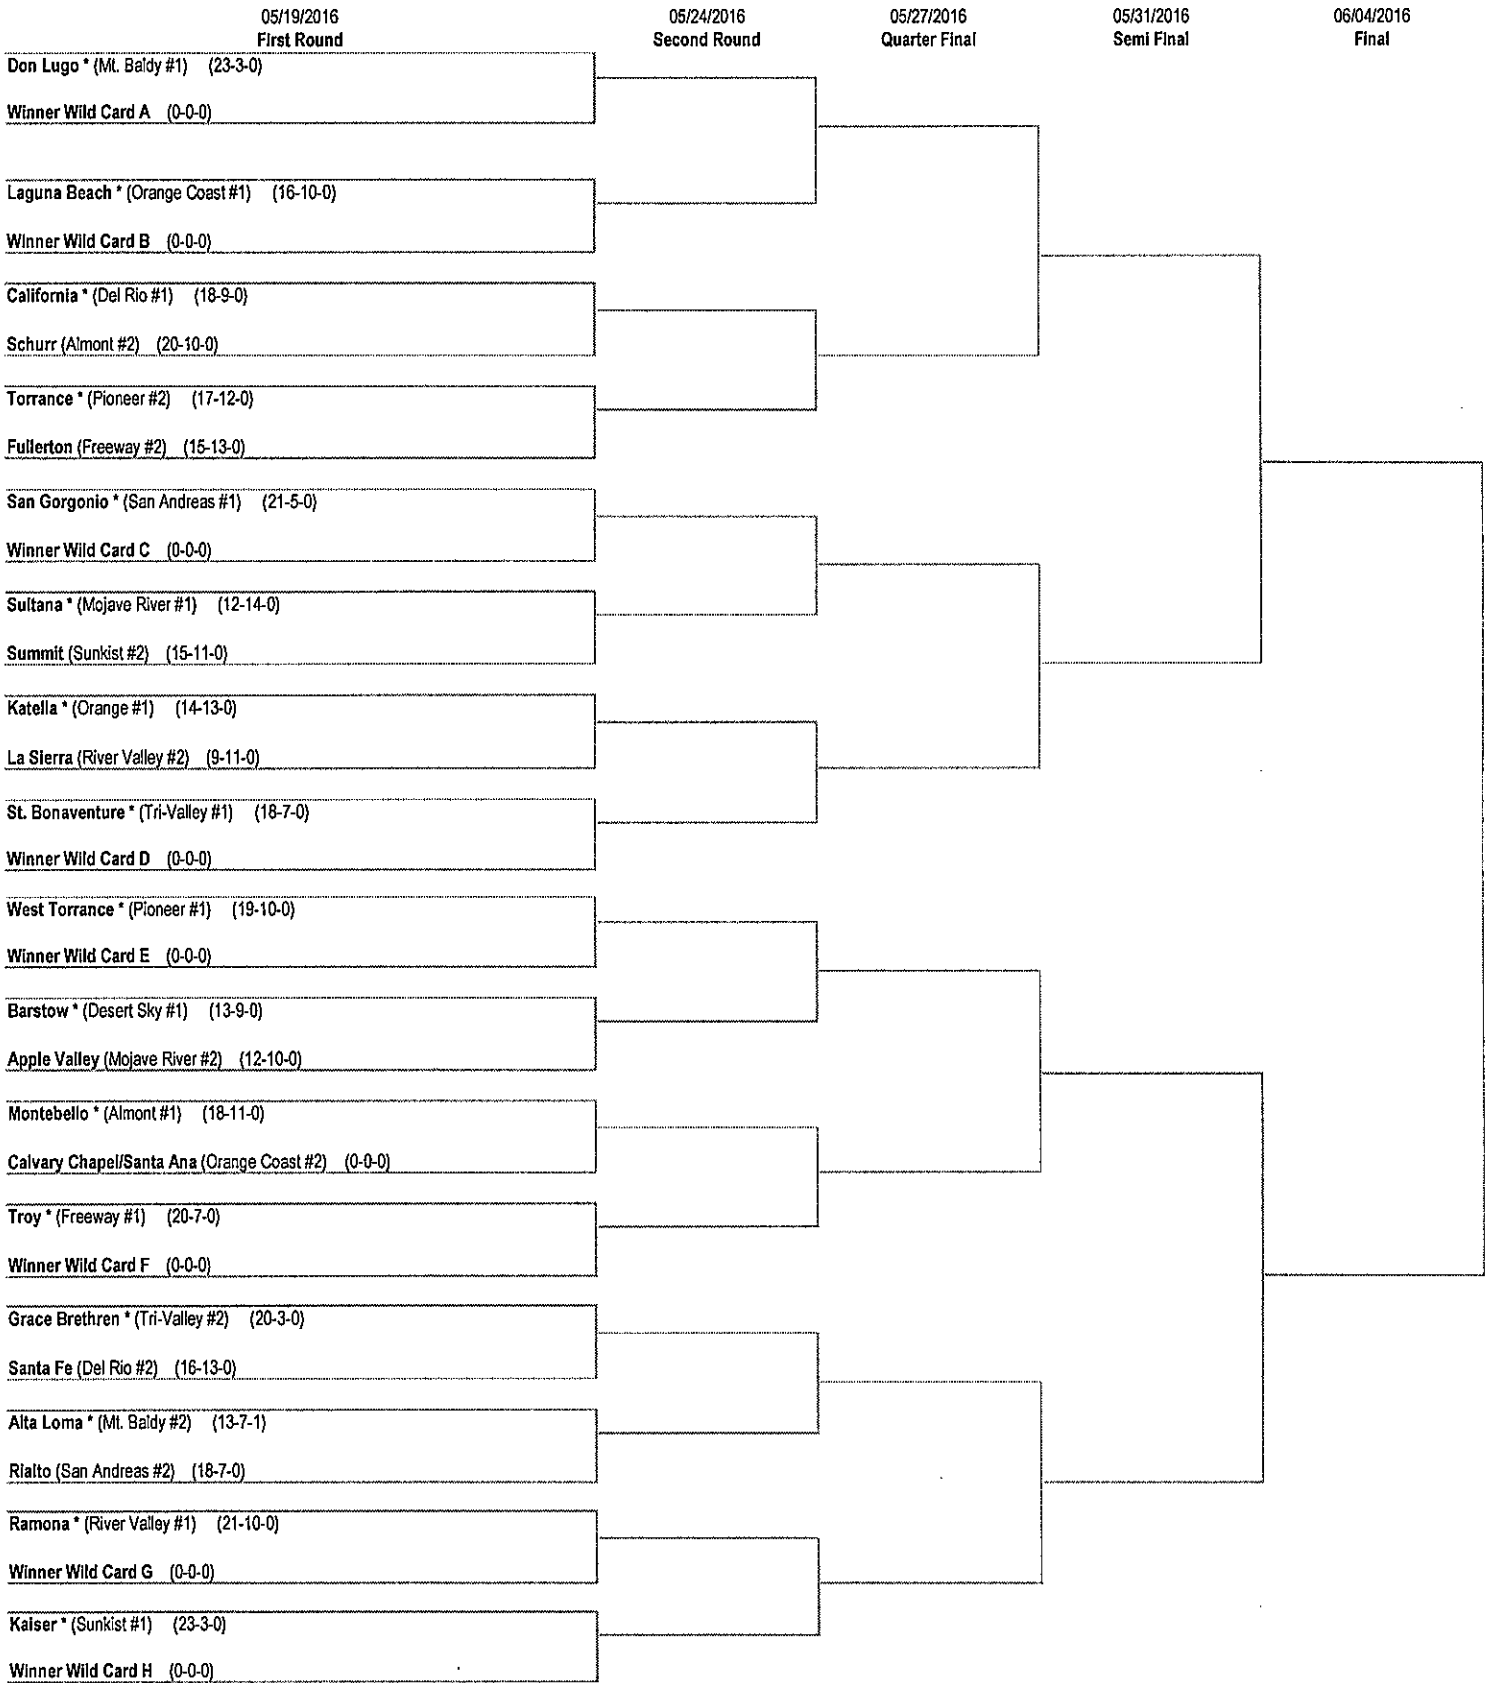 05/19/2016 05/24/2016 05/27/2016 05/31/2016 06/04/2016
First Round Second Round Quarter Final Semi Final Final
Don Lugo * (Mt. Baldy #1) (23-3-0)
Winner Wild Card A (0-0-0)
Laguna Beach * (Orange Coast #1) (16-10-0)
Winner Wild Card B (0-0-0)
California * (Del Rio #1) (18-9-0)
Schurr (Almont #2) (20-10-0)
Torrance * (Pioneer #2) (17-12-0)
Fullerton (Freeway #2) (15-13-0)
San Gorgonio * (San Andreas #1) (21-5-0)
Winner Wild Card C (0-0-0)
Sultana * (Mojave River #1) (12-14-0)
Summit (Sunkist #2) (15-11-0)
Katella * (Orange #1) (14-13-0)
La Sierra (River Valley #2) (9-11-0)
St. Bonaventure * (Tri-Valley #1) (18-7-0)
Winner Wild Card D (0-0-0)
West Torrance * (Pioneer #1) (19-10-0)
Winner Wild Card E (0-0-0)
Barstow * (Desert Sky #1) (13-9-0)
Apple Valley (Mojave River #2) (12-10-0)
Montebello * (Almont #1) (18-11-0)
Calvary Chapel/Santa Ana (Orange Coast #2) (0-0-0)
Troy * (Freeway #1) (20-7-0)
Winner Wild Card F (0-0-0)
Grace Brethren * (Tri-Valley #2) (20-3-0)
Santa Fe (Del Rio #2) (16-13-0)
Alta Loma * (Mt. Baldy #2) (13-7-1)
Rialto (San Andreas #2) (18-7-0)
Ramona * (River Valley #1) (21-10-0)
Winner Wild Card G (0-0-0)
Kaiser * (Sunkist #1) (23-3-0)
Winner Wild Card H (0-0-0)